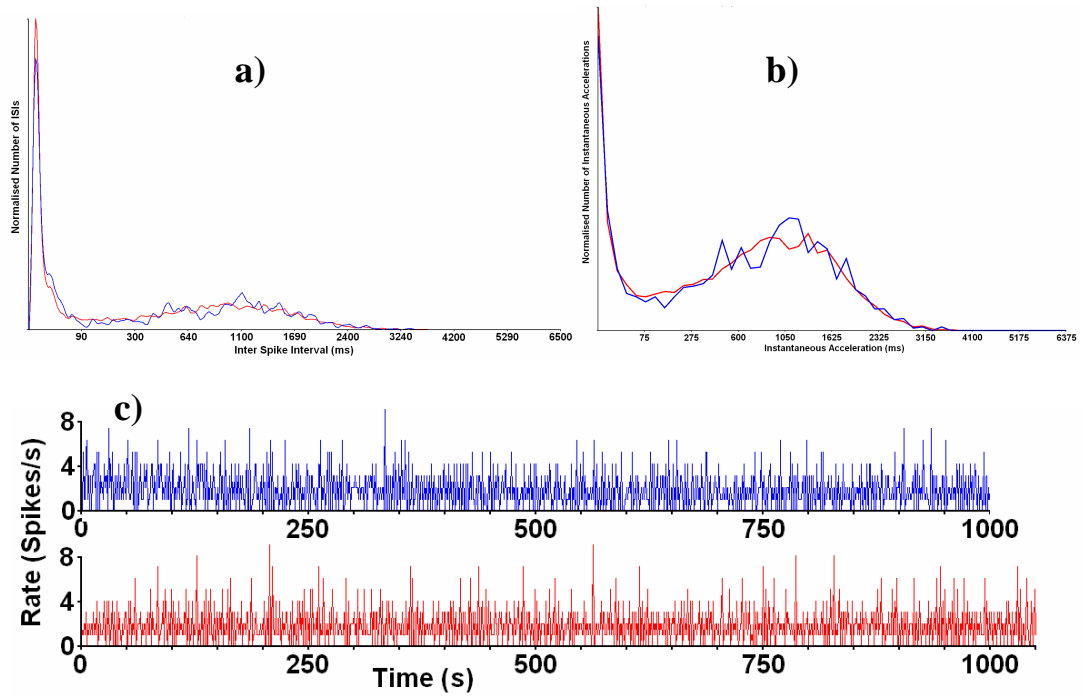 a)
Normalised Number of ISIs
90 300 640 1100 1690 2400 3240 4200 5290 6500
Inter Spike Interval (ms)
b)
Normalised Number of Instantaneous Accelerations
75 275 600 1050 1625 2325 3150 4100 5175 6375
Instantaneous Acceleration (ms)
c)
Rate (Spikes/s)
8
4
0
0 250 500 750 1000
8
4
0
0 250 500 750 1000
Time (s)